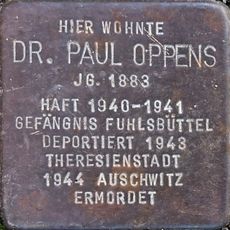 HIER WOHNTE
DR. PAUL OPPENS
JG. 1883
HAFT 1940-1941
GEFÄNGNIS FUHLSBÜTTEL
DEPORTIERT 1943
THERESIENSTADT
1944 AUSCHWITZ
ERMORDET